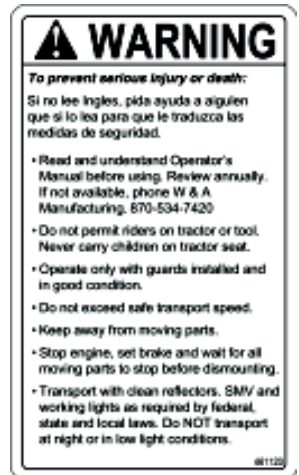 WARNING
To prevent serious injury or death:
Si no lee Ingles, pida ayuda a alguien
que si lo lea para que le traduzca las
medidas de seguridad.
• Read and understand Operator's
Manual before using. Review annually.
If not available, phone W & A
Manufacturing. 870-534-7420
• Do not permit riders on tractor or tool.
Never carry children on tractor seat.
• Operate only with guards installed and
in good condition.
• Do not exceed safe transport speed.
• Keep away from moving parts.
• Stop engine, set brake and wait for all
moving parts to stop before dismounting.
• Transport with clean reflectors, SMV and
working lights as required by federal,
state and local laws. Do NOT transport
at night or in low light conditions.